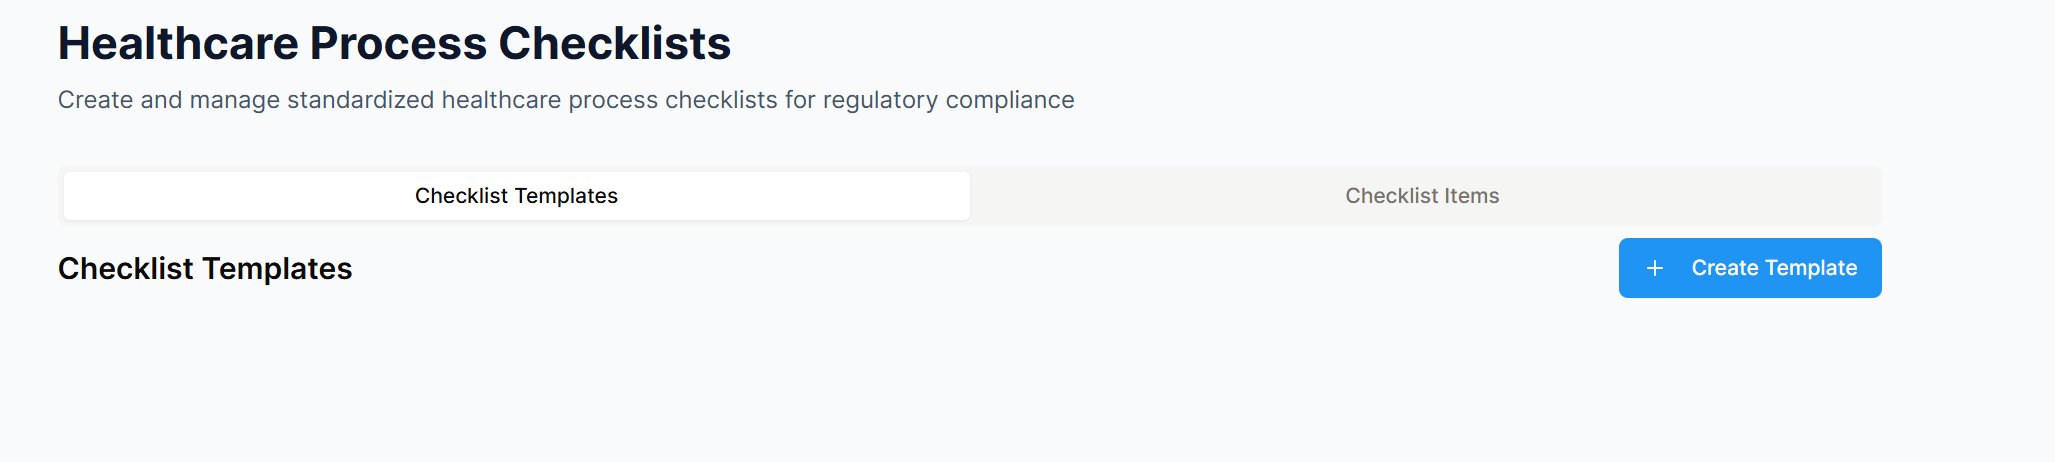 Healthcare Process Checklists
Create and manage standardized healthcare process checklists for regulatory compliance
Checklist Templates
Checklist Items
Checklist Templates
+ Create Template